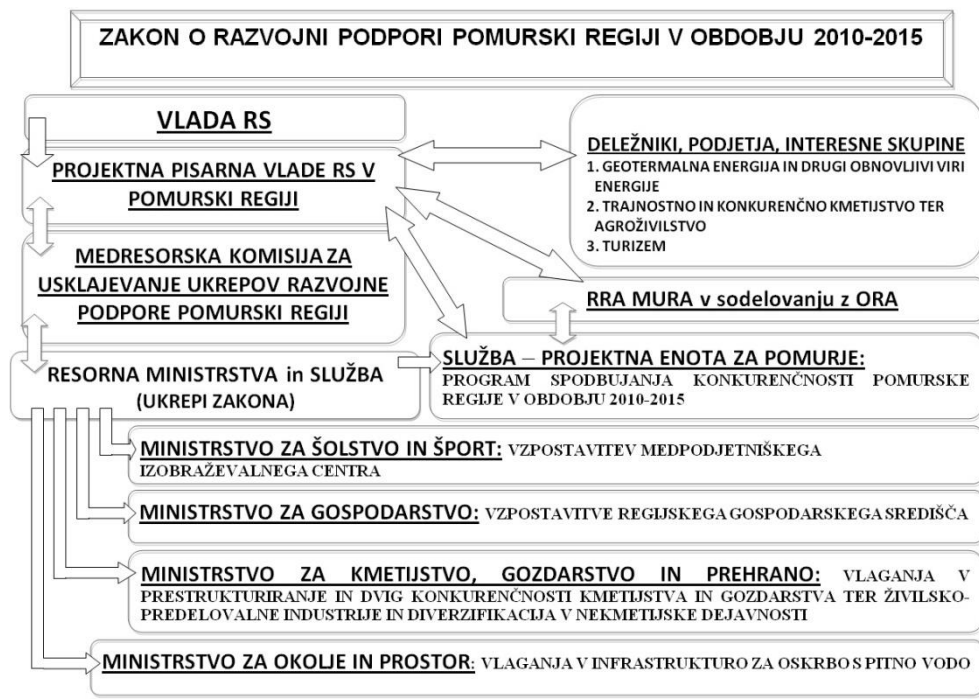 ZAKON O RAZVOJNI PODPORI POMURSKI REGIJI V OBDOBJU 2010-2015
VLADA RS
PROJEKTNA PISARNA VLADE RS V
POMURSKI REGIJI
MEDRESORSKA KOMISIJA ZA
USKLAJEVANJE UKREPOV RAZVOJNE
PODPORE POMURSKI REGIJI
RESORNA MINISTRSTVA in SLUŽBA
(UKREPI ZAKONA)
DELEŽNIKI, PODJETJA, INTERESNE SKUPINE
1. GEOTERMALNA ENERGIJA IN DRUGI OBNOVLJIVI VIRI
ENERGIJE
2. TRAJNOSTNO IN KONKURENČNO KMETIJSTVO TER
AGROŽIVILSTVO
3. TURIZEM
RRA MURA v sodelovanju z ORA
SLUŽBA – PROJEKTNA ENOTA ZA POMURJE:
PROGRAM SPODBUJANJA KONKURENČNOSTI POMURSKE
REGIJE V OBDOBJU 2010-2015
MINISTRSTVO ZA ŠOLSTVO IN ŠPORT: VZPOSTAVITEV MEDPODJETNIŠKEGA
IZOBRAŽEVALNEGA CENTRA
MINISTRSTVO ZA GOSPODARSTVO: VZPOSTAVITVE REGIJSKEGA GOSPODARSKEGA SREDIŠČA
MINISTRSTVO ZA KMETIJSTVO, GOZDARSTVO IN PREHRANO: VLAGANJA V
PRESTRUKTURIRANJE IN DVIG KONKURENČNOSTI KMETIJSTVA IN GOZDARSTVA TER ŽIVILSKO-
PREDELOVALNE INDUSTRIJE IN DIVERZIFIKACIJA V NEKMETIJSKE DEJAVNOSTI
MINISTRSTVO ZA OKOLJE IN PROSTOR: VLAGANJA V INFRASTRUKTURO ZA OSKRBO S PITNO VODO